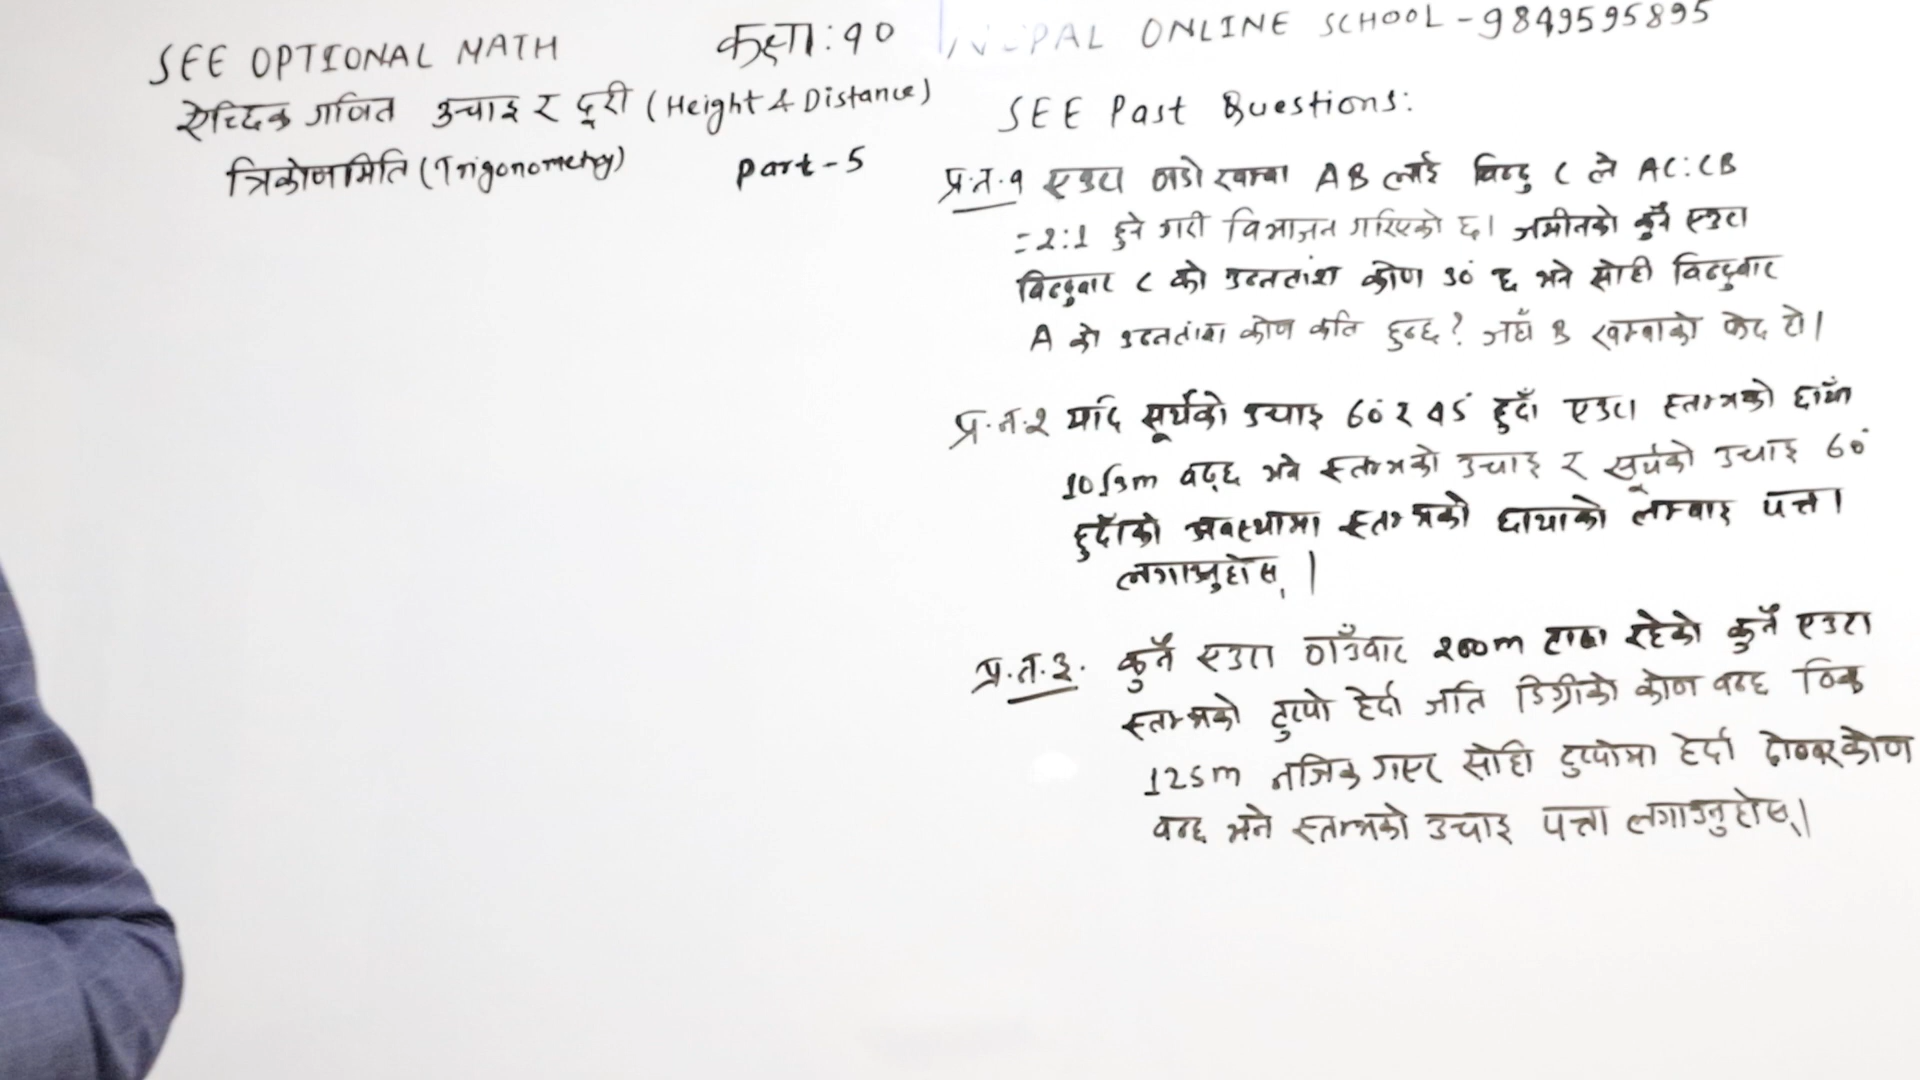 SEE OPTIONAL MATH कक्षा: १०
ऐच्छिक गणित उचाइ र दूरी (Height & Distance)
त्रिकोणमिति (Trigonometry) Part-5
NEPAL ONLINE SCHOOL - 9849595895
SEE Past Questions:
प्र.न.१ एउटा ठाडो खम्बा AB लाई बिन्दु C ले AC:CB
=2:1 हुने गरी विभाजन गरिएको छ। जमीनको कुनै एउटा
बिन्दुबाट C को उन्नतांश कोण 30° छ भने सोही बिन्दुबाट
A को उन्नतांश कोण कति हुन्छ? जहाँ B खम्बाको फेद हो।
प्र.न.२ यदि सूर्यको उचाइ 60° र 45° हुदाँ एउटा स्तम्भको छाँया
10√3m बढ्छ भने स्तम्भको उचाइ र सूर्यको उचाइ 60°
हुदाँको अवस्थामा स्तम्भको छायाको लम्बाइ पत्ता
लगाउनुहोस् ।
प्र.न.३. कुनै एउटा ठाँउबाट 200m टाढा रहेको कुनै एउटा
स्तम्भको टुप्पो हेर्दा जति डिग्रीको कोण बन्छ ठिक
125m नजिक गएर सोहि टुप्पोमा हेर्दा दोब्बर कोण
बन्छ भने स्तम्भको उचाइ पत्ता लगाउनुहोस्।